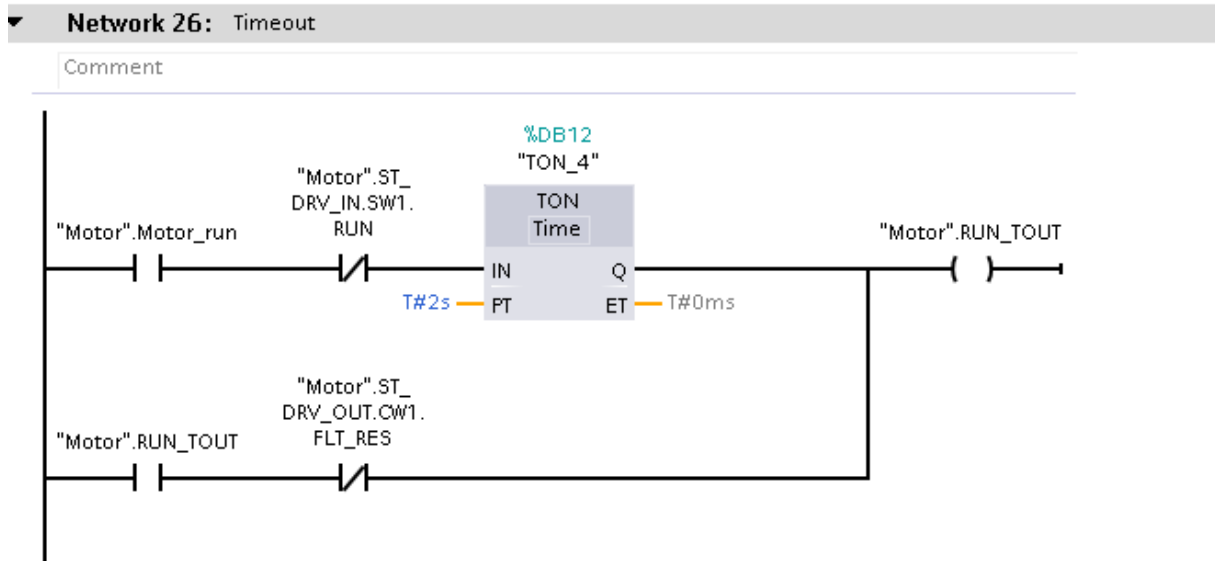 Network 26: Timeout
Comment
%DB12
"TON_4"
"Motor".ST_
DRV_IN.SW1.
RUN
TON
Time
"Motor".Motor_run
"Motor".RUN_TOUT
IN
Q
T#2s
PT
ET
T#0ms
"Motor".ST_
DRV_OUT.CW1.
FLT_RES
"Motor".RUN_TOUT